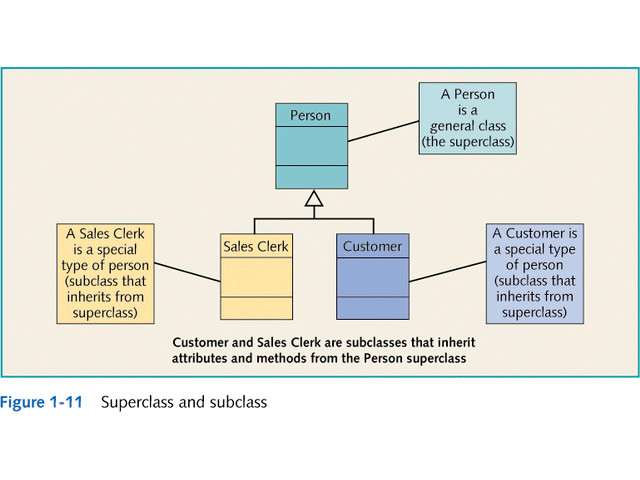 Person
A Person
is a
general class
(the superclass)
A Sales Clerk
is a special
type of person
(subclass that
inherits from
superclass)
Sales Clerk
Customer
A Customer is
a special type
of person
(subclass that
inherits from
superclass)
Customer and Sales Clerk are subclasses that inherit
attributes and methods from the Person superclass
Figure 1-11 Superclass and subclass